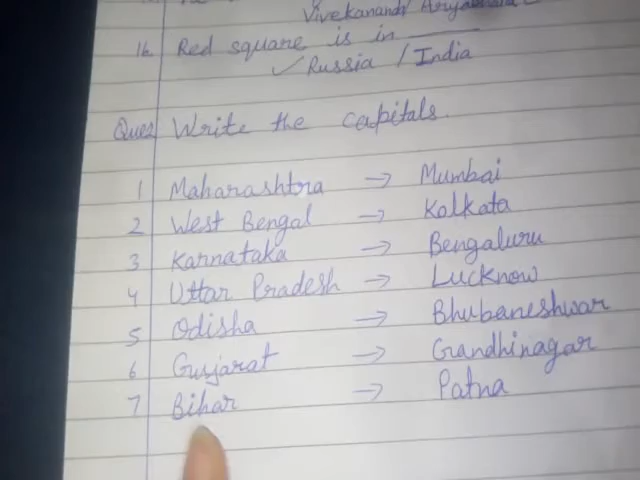 Vivekanand/
16 Red square is in ______
✓Russia / India
Ques Write the capitals.
1 Maharashtra → Mumbai
2 West Bengal → Kolkata
3 Karnataka → Bengaluru
4 Uttar Pradesh → Lucknow
5 Odisha → Bhubaneshwar
6 Gujarat → Gandhinagar
7 Bihar → Patna